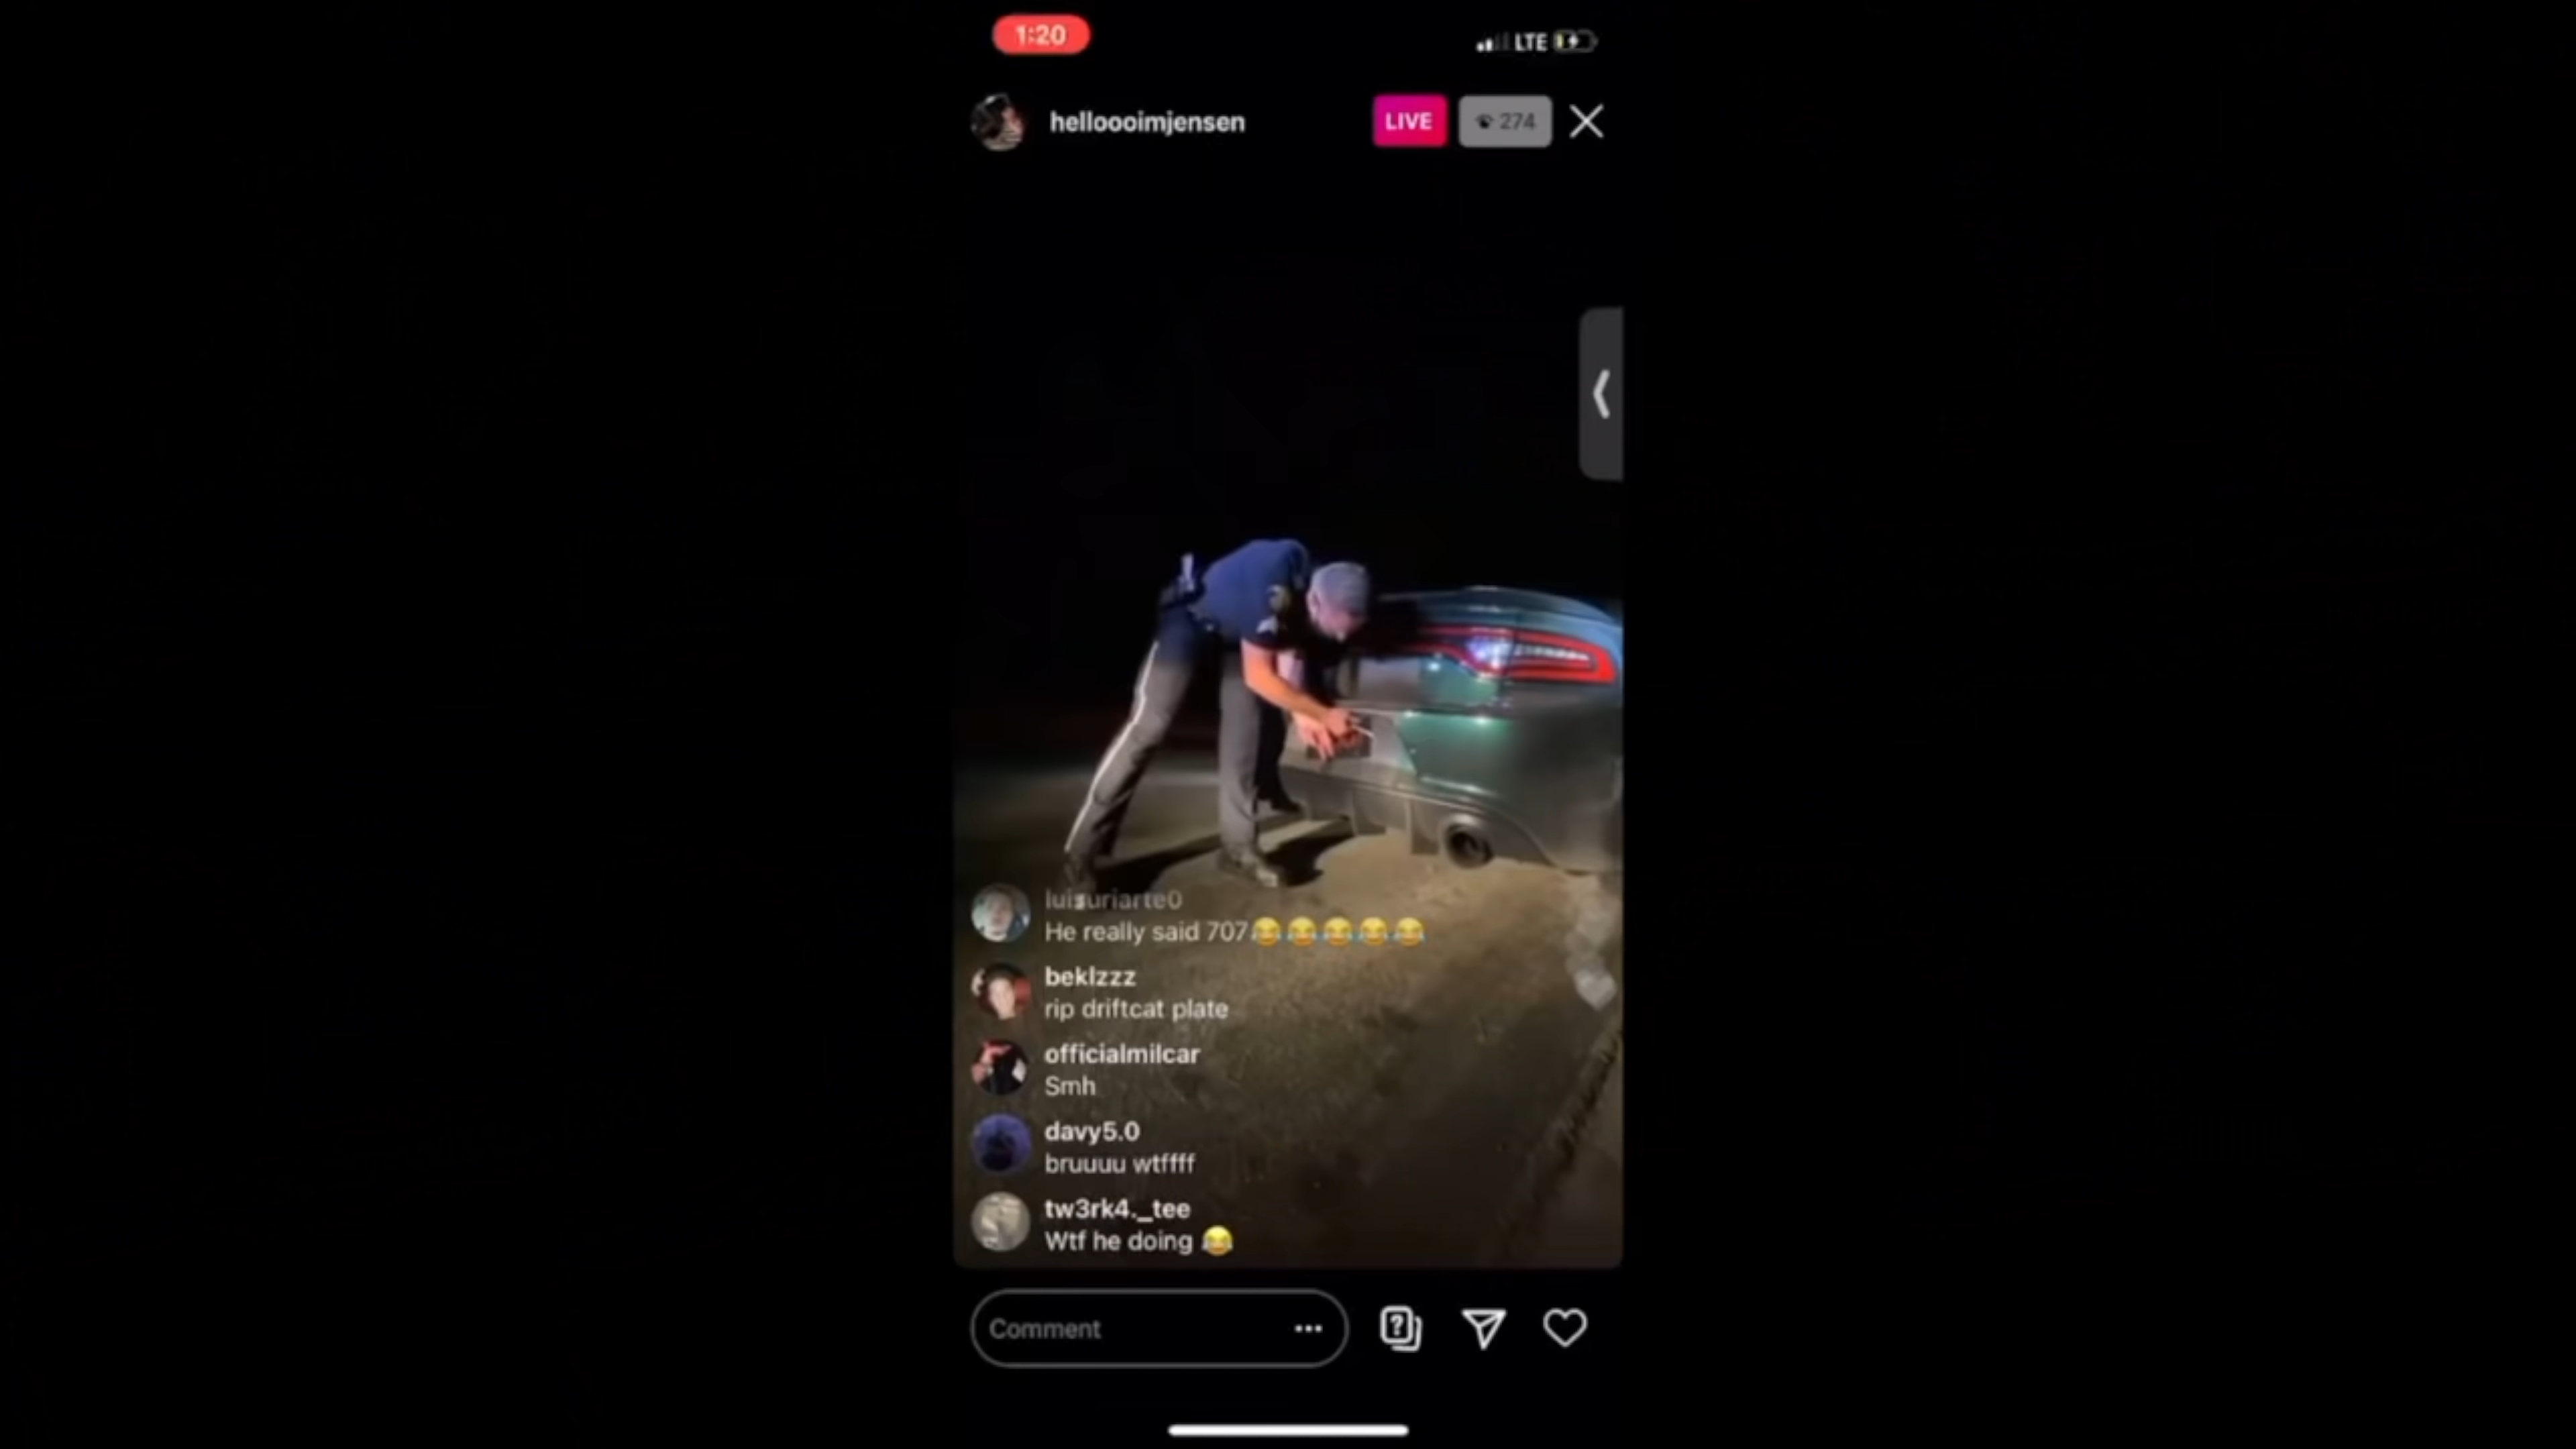 1:20
LTE
helloooimjensen
LIVE
274
luisuriarte0
He really said 707😂😂😂😂😂
beklzzz
rip driftcat plate
officialmilcar
Smh
davy5.0
bruuuu wtffff
tw3rk4._tee
Wtf he doing 😂
Comment